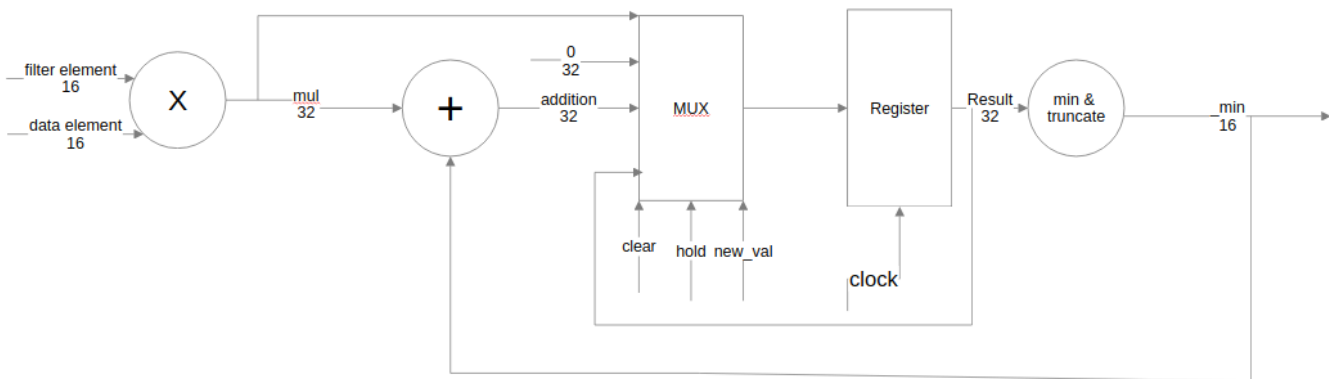 filter element
16
data element
16
X
mul
32
+
0
32
addition
32
MUX
clear
hold
new_val
Register
clock
Result
32
min &
truncate
_min
16